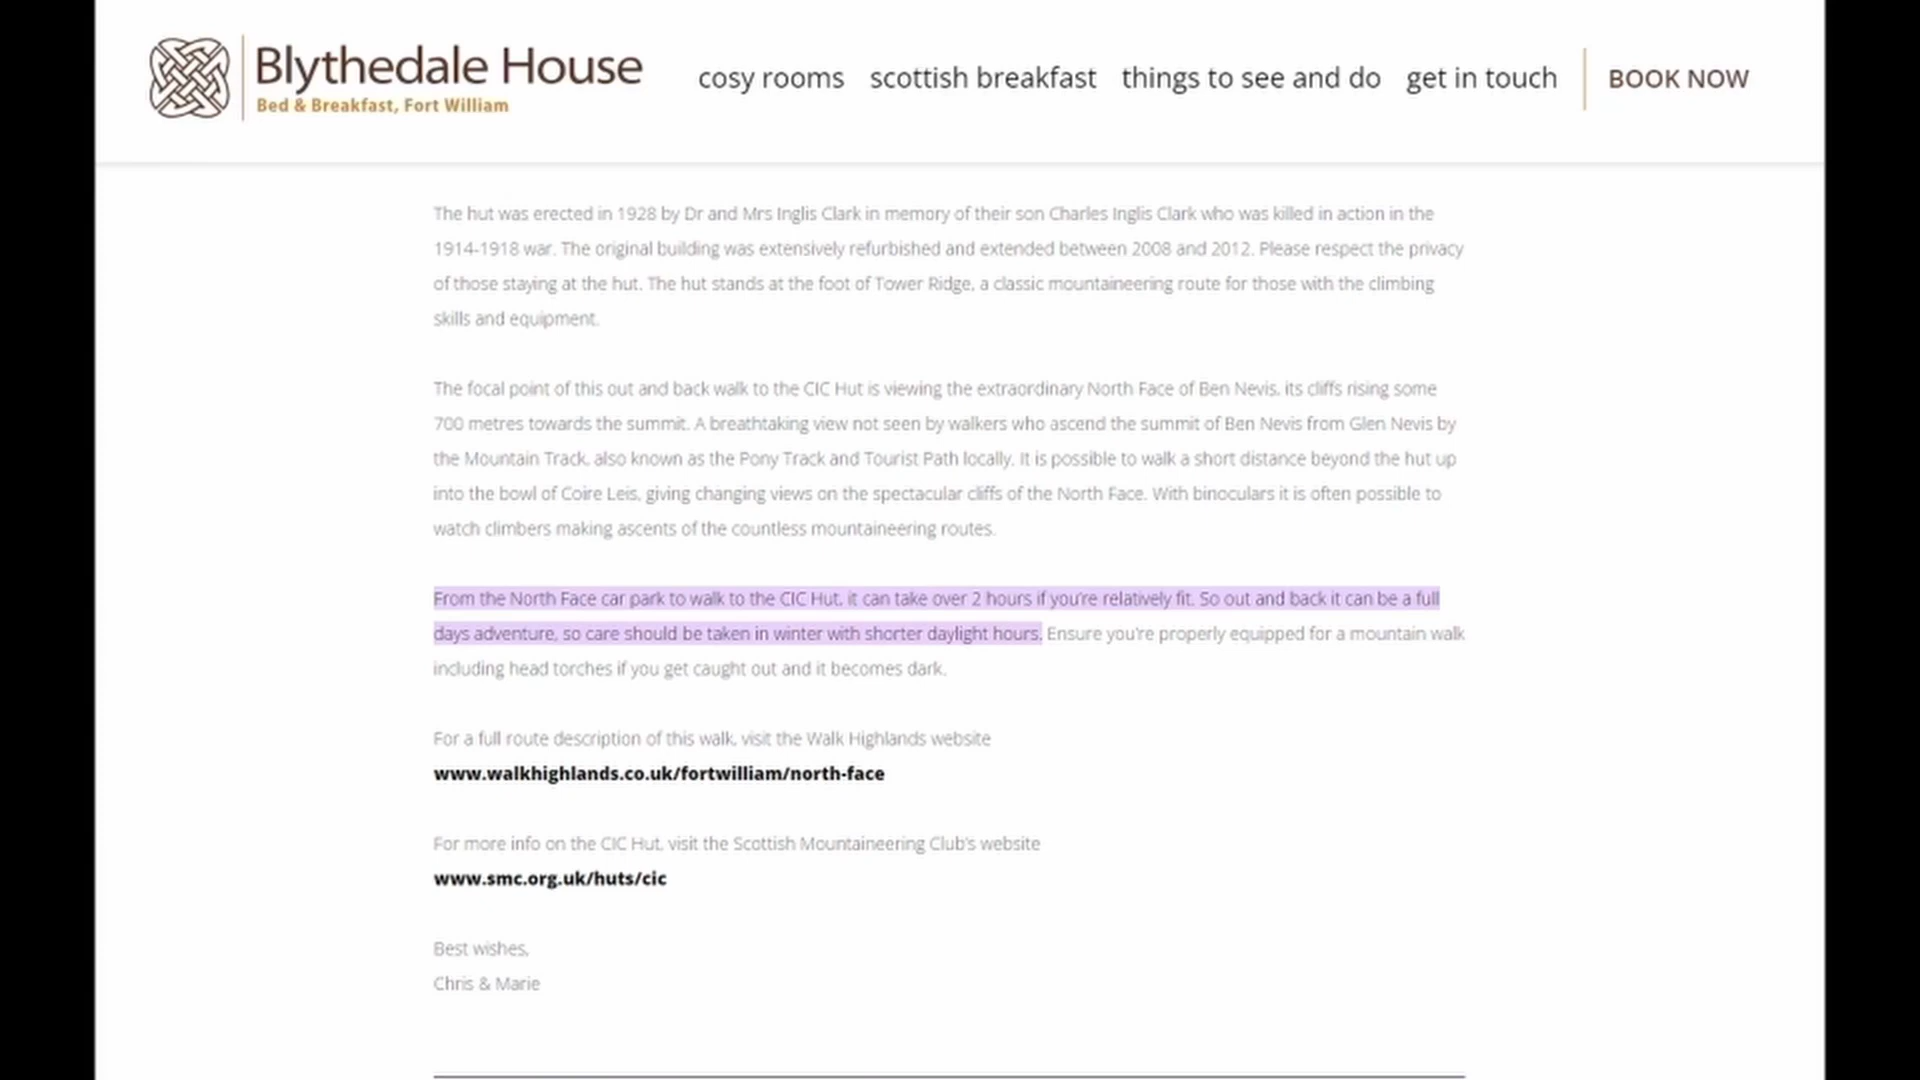 Blythedale House
Bed & Breakfast, Fort William
cosy rooms scottish breakfast things to see and do get in touch BOOK NOW
The hut was erected in 1928 by Dr and Mrs Inglis Clark in memory of their son Charles Inglis Clark who was killed in action in the
1914-1918 war. The original building was extensively refurbished and extended between 2008 and 2012. Please respect the privacy
of those staying at the hut. The hut stands at the foot of Tower Ridge, a classic mountaineering route for those with the climbing
skills and equipment.
The focal point of this out and back walk to the CIC Hut is viewing the extraordinary North Face of Ben Nevis, its cliffs rising some
700 metres towards the summit. A breathtaking view not seen by walkers who ascend the summit of Ben Nevis from Glen Nevis by
the Mountain Track, also known as the Pony Track and Tourist Path locally. It is possible to walk a short distance beyond the hut up
into the bowl of Coire Leis, giving changing views on the spectacular cliffs of the North Face. With binoculars it is often possible to
watch climbers making ascents of the countless mountaineering routes.
From the North Face car park to walk to the CIC Hut, it can take over 2 hours if you're relatively fit. So out and back it can be a full
days adventure, so care should be taken in winter with shorter daylight hours. Ensure you're properly equipped for a mountain walk
including head torches if you get caught out and it becomes dark.
For a full route description of this walk, visit the Walk Highlands website
www.walkhighlands.co.uk/fortwilliam/north-face
For more info on the CIC Hut, visit the Scottish Mountaineering Club's website
www.smc.org.uk/huts/cic
Best wishes,
Chris & Marie